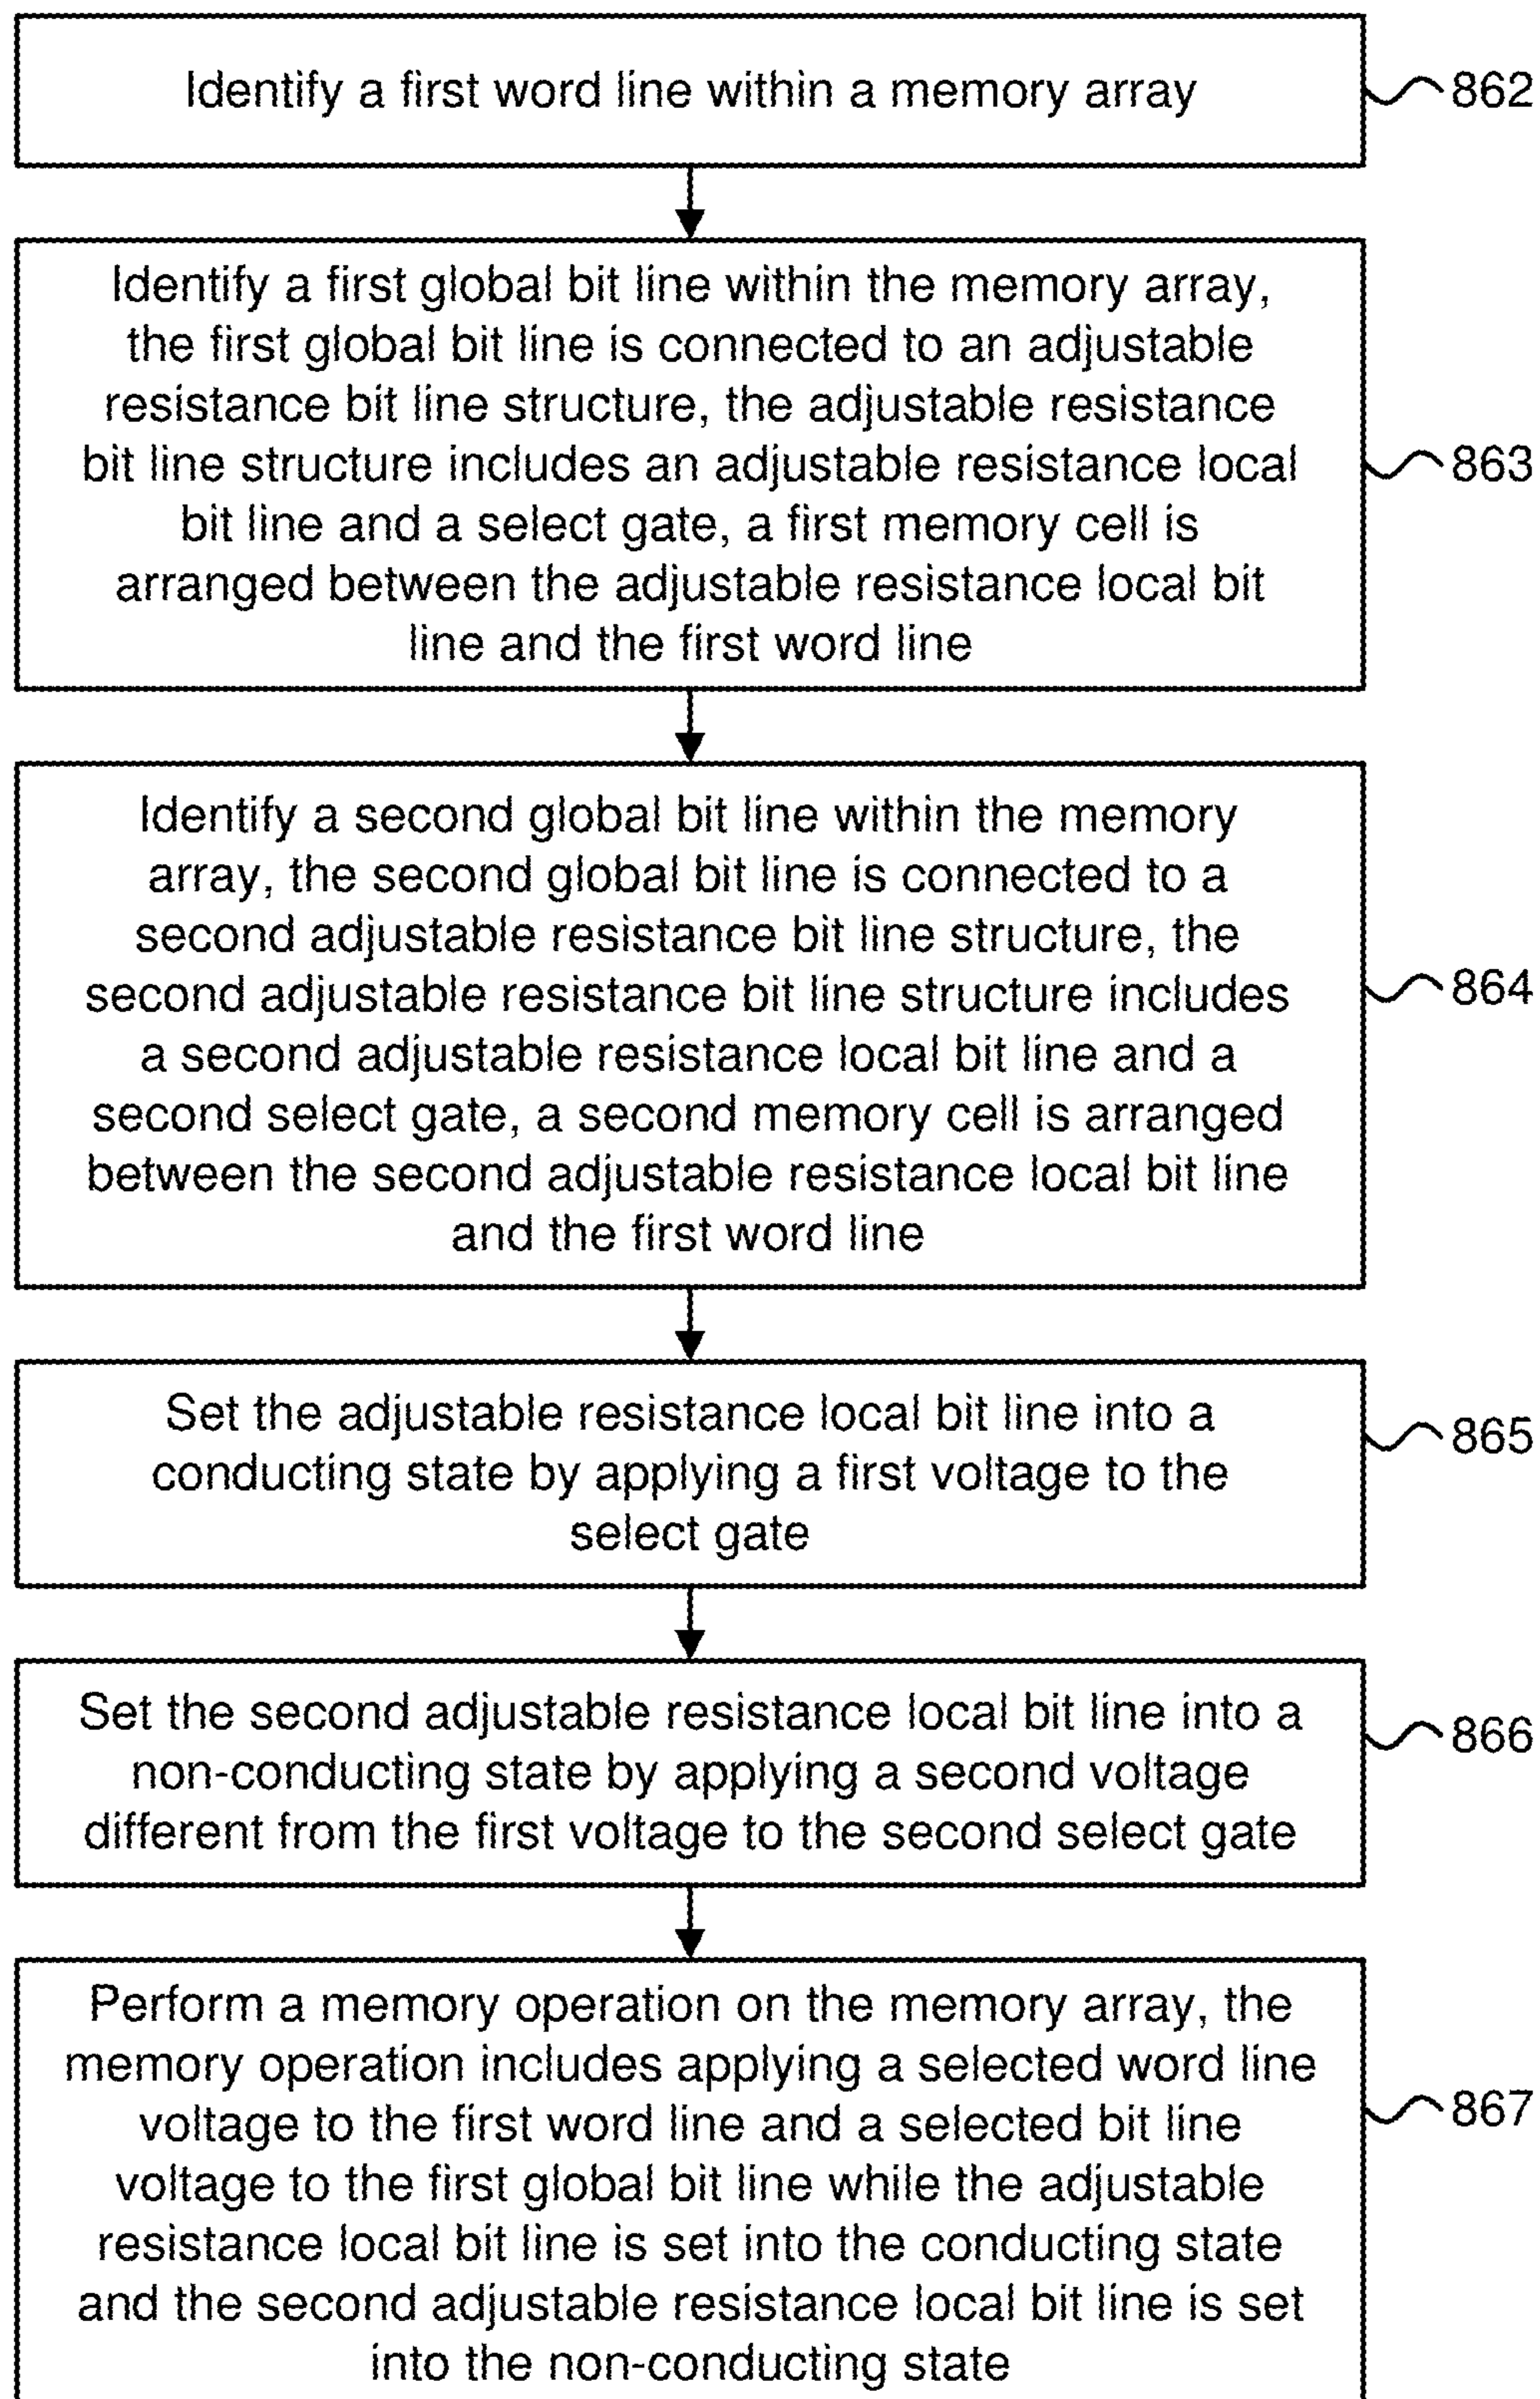 Identify a first word line within a memory array
862
Identify a first global bit line within the memory array,
the first global bit line is connected to an adjustable
resistance bit line structure, the adjustable resistance
bit line structure includes an adjustable resistance local
bit line and a select gate, a first memory cell is
arranged between the adjustable resistance local bit
line and the first word line
863
Identify a second global bit line within the memory
array, the second global bit line is connected to a
second adjustable resistance bit line structure, the
second adjustable resistance bit line structure includes
a second adjustable resistance local bit line and a
second select gate, a second memory cell is arranged
between the second adjustable resistance local bit line
and the first word line
864
Set the adjustable resistance local bit line into a
conducting state by applying a first voltage to the
select gate
865
Set the second adjustable resistance local bit line into a
non-conducting state by applying a second voltage
different from the first voltage to the second select gate
866
Perform a memory operation on the memory array, the
memory operation includes applying a selected word line
voltage to the first word line and a selected bit line
voltage to the first global bit line while the adjustable
resistance local bit line is set into the conducting state
and the second adjustable resistance local bit line is set
into the non-conducting state
867